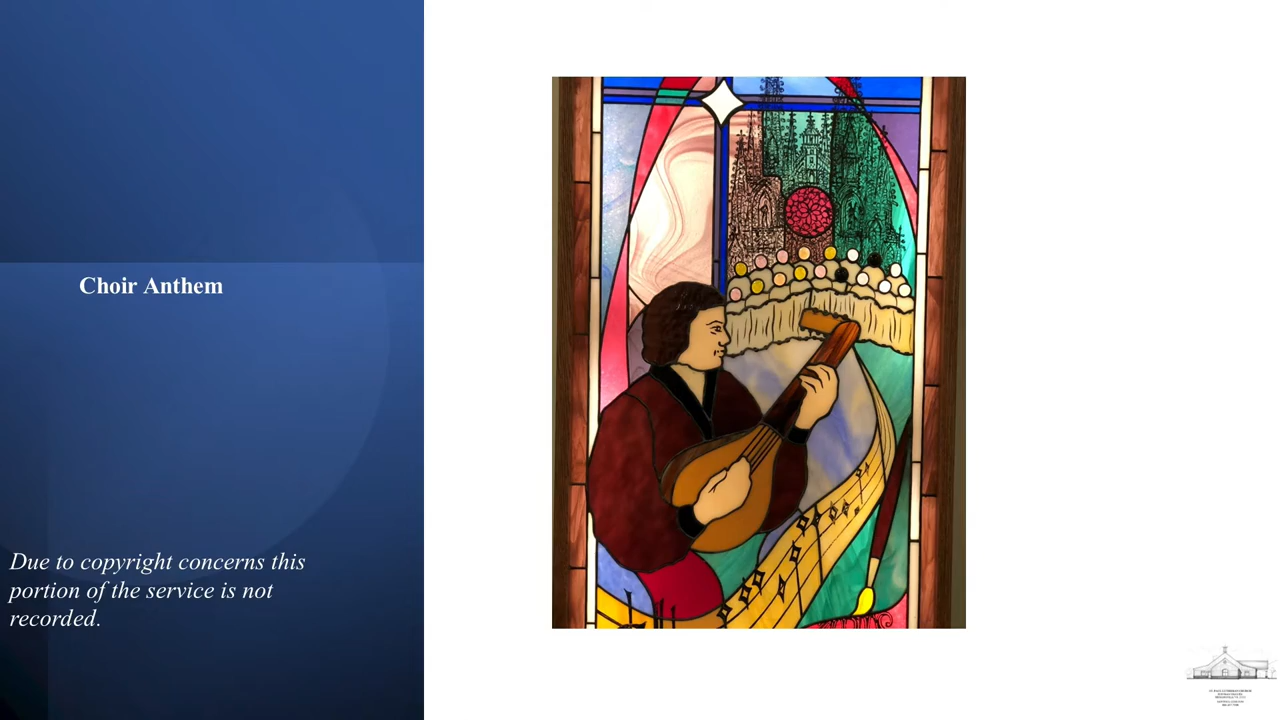 Choir Anthem
Due to copyright concerns this
portion of the service is not
recorded.